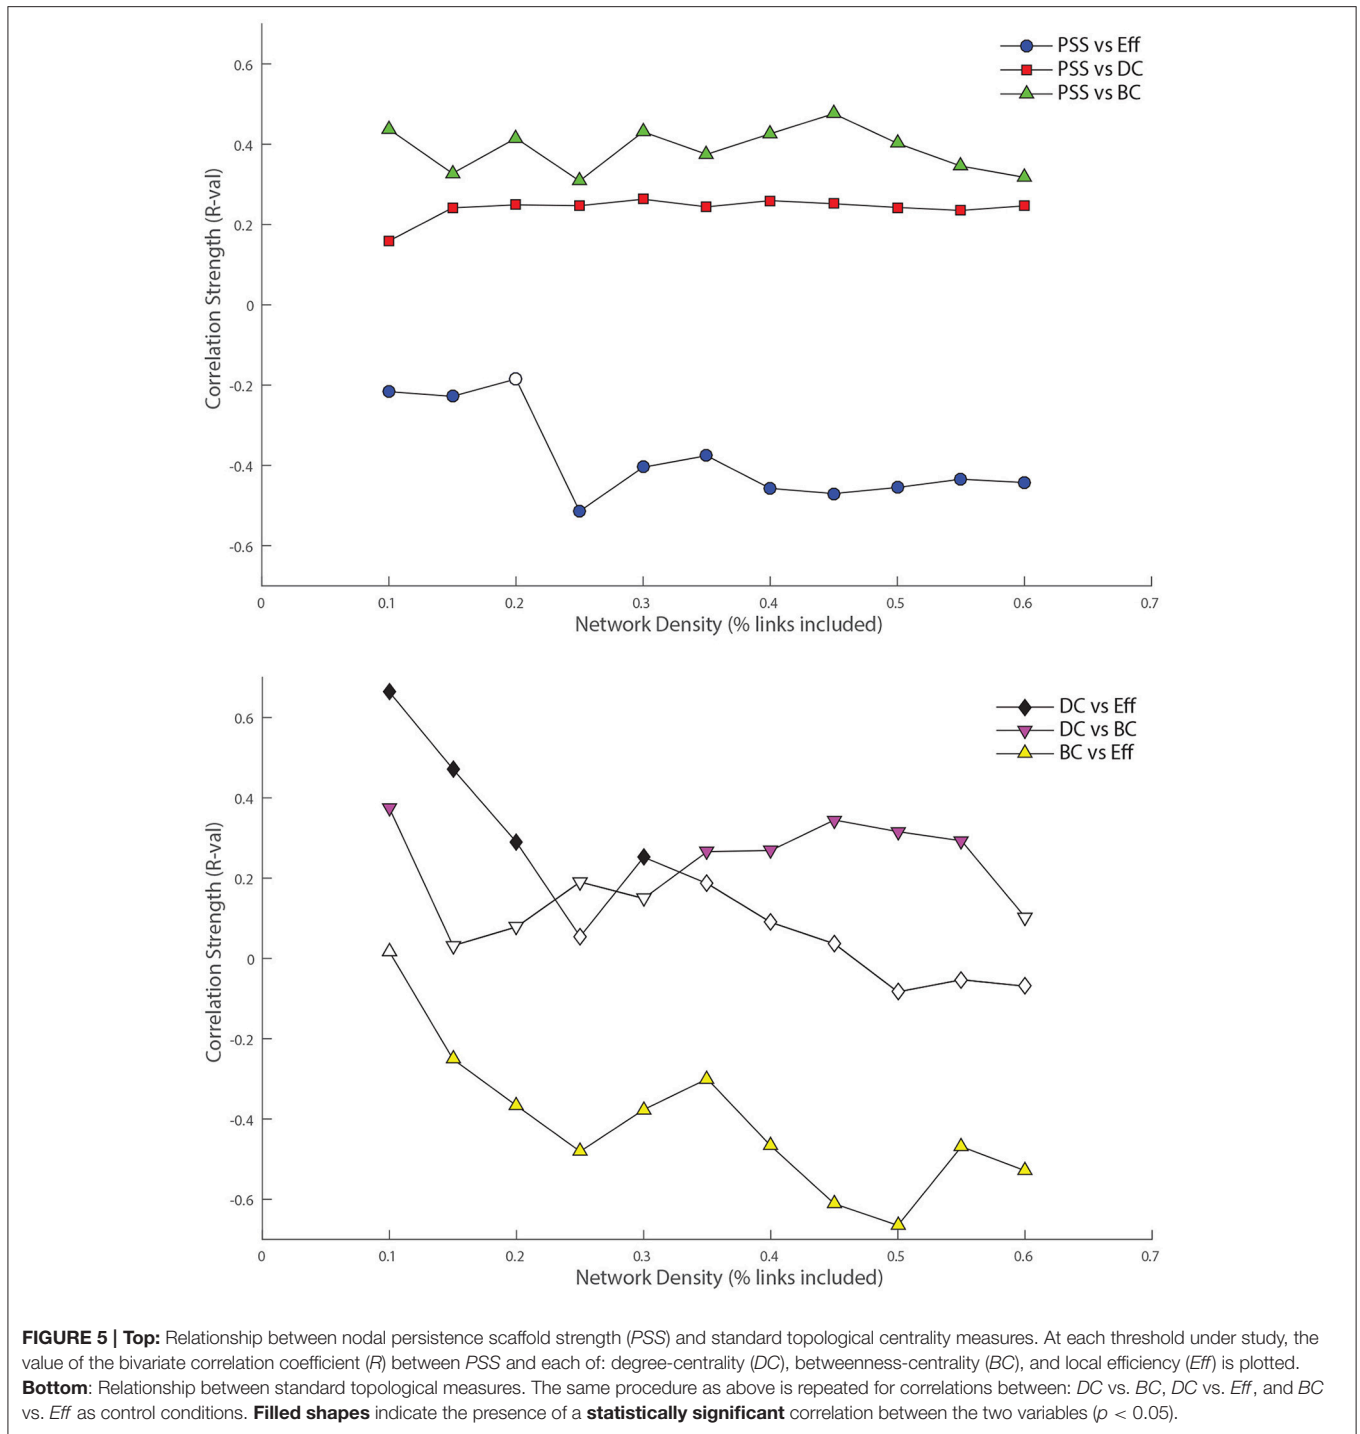 PSS vs Eff
PSS vs DC
PSS vs BC
0.6
0.4
0.2
0
-0.2
-0.4
-0.6
Correlation Strength (R-val)
0 0.1 0.2 0.3 0.4 0.5 0.6 0.7
Network Density (% links included)
DC vs Eff
DC vs BC
BC vs Eff
0.6
0.4
0.2
0
-0.2
-0.4
-0.6
Correlation Strength (R-val)
0 0.1 0.2 0.3 0.4 0.5 0.6 0.7
Network Density (% links included)
FIGURE 5 | Top: Relationship between nodal persistence scaffold strength (PSS) and standard topological centrality measures. At each threshold under study, the
value of the bivariate correlation coefficient (R) between PSS and each of: degree-centrality (DC), betweenness-centrality (BC), and local efficiency (Eff) is plotted.
Bottom: Relationship between standard topological measures. The same procedure as above is repeated for correlations between: DC vs. BC, DC vs. Eff, and BC
vs. Eff as control conditions. Filled shapes indicate the presence of a statistically significant correlation between the two variables (p < 0.05).